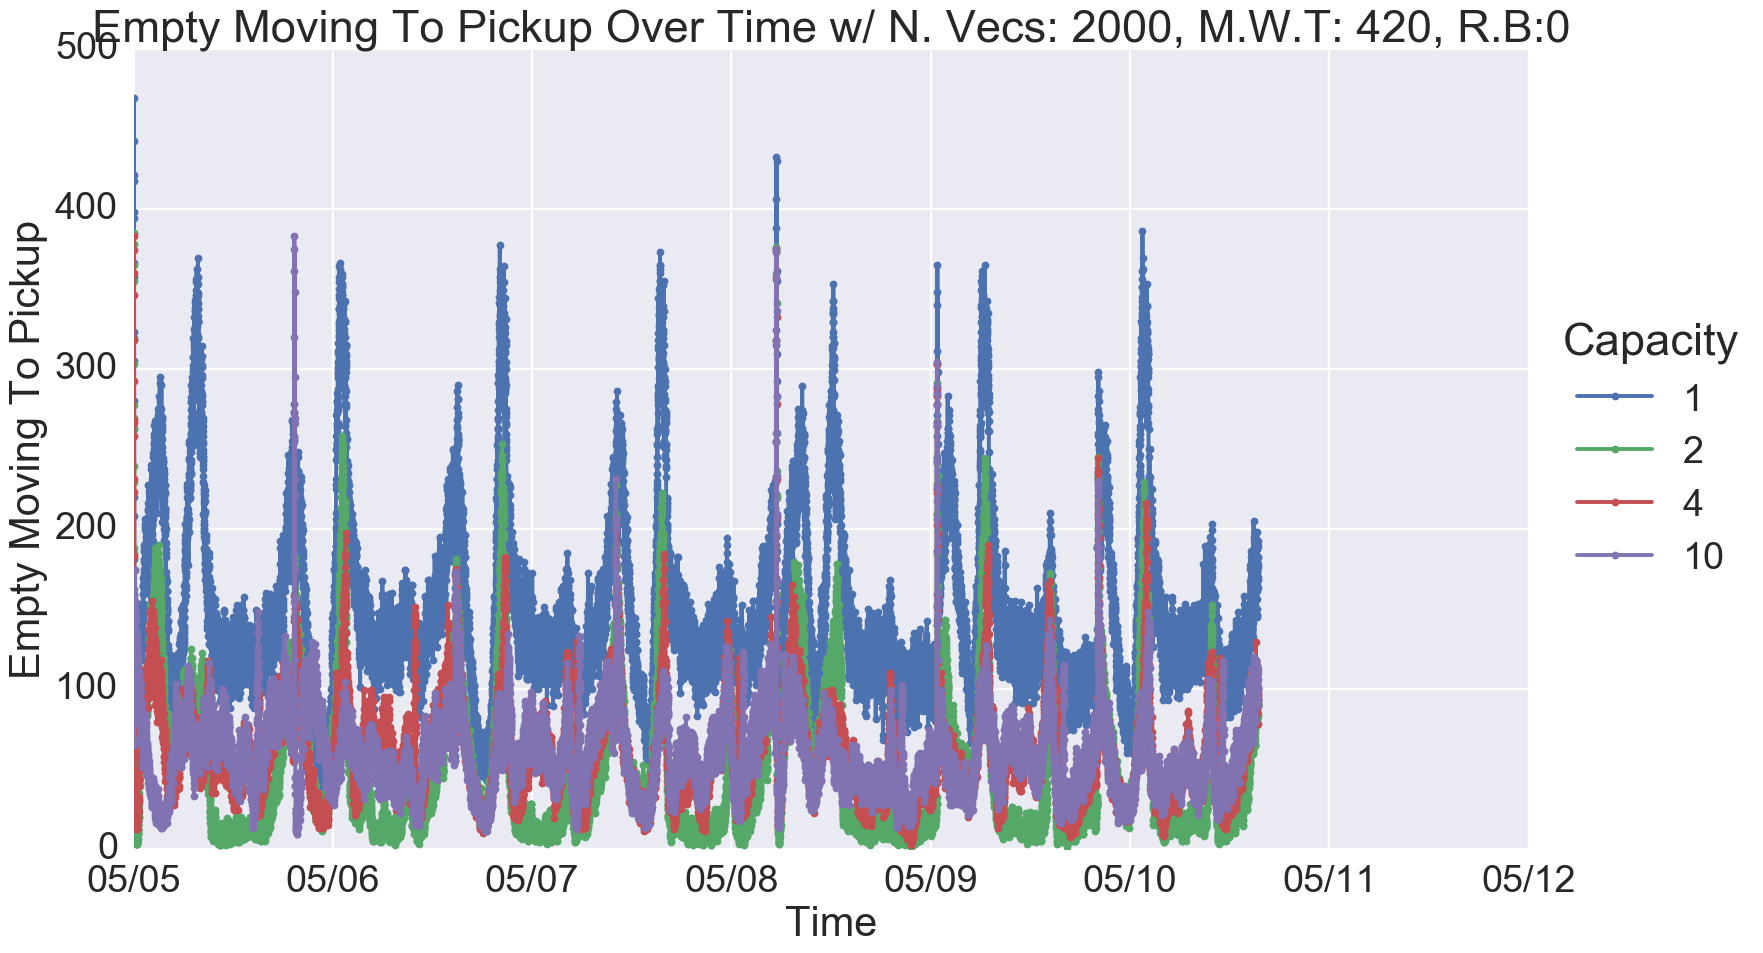 Empty Moving To Pickup Over Time w/ N. Vecs: 2000, M.W.T: 420, R.B:0
Empty Moving To Pickup
500
400
300
200
100
0
05/05 05/06 05/07 05/08 05/09 05/10 05/11 05/12
Time
Capacity
1
2
4
10